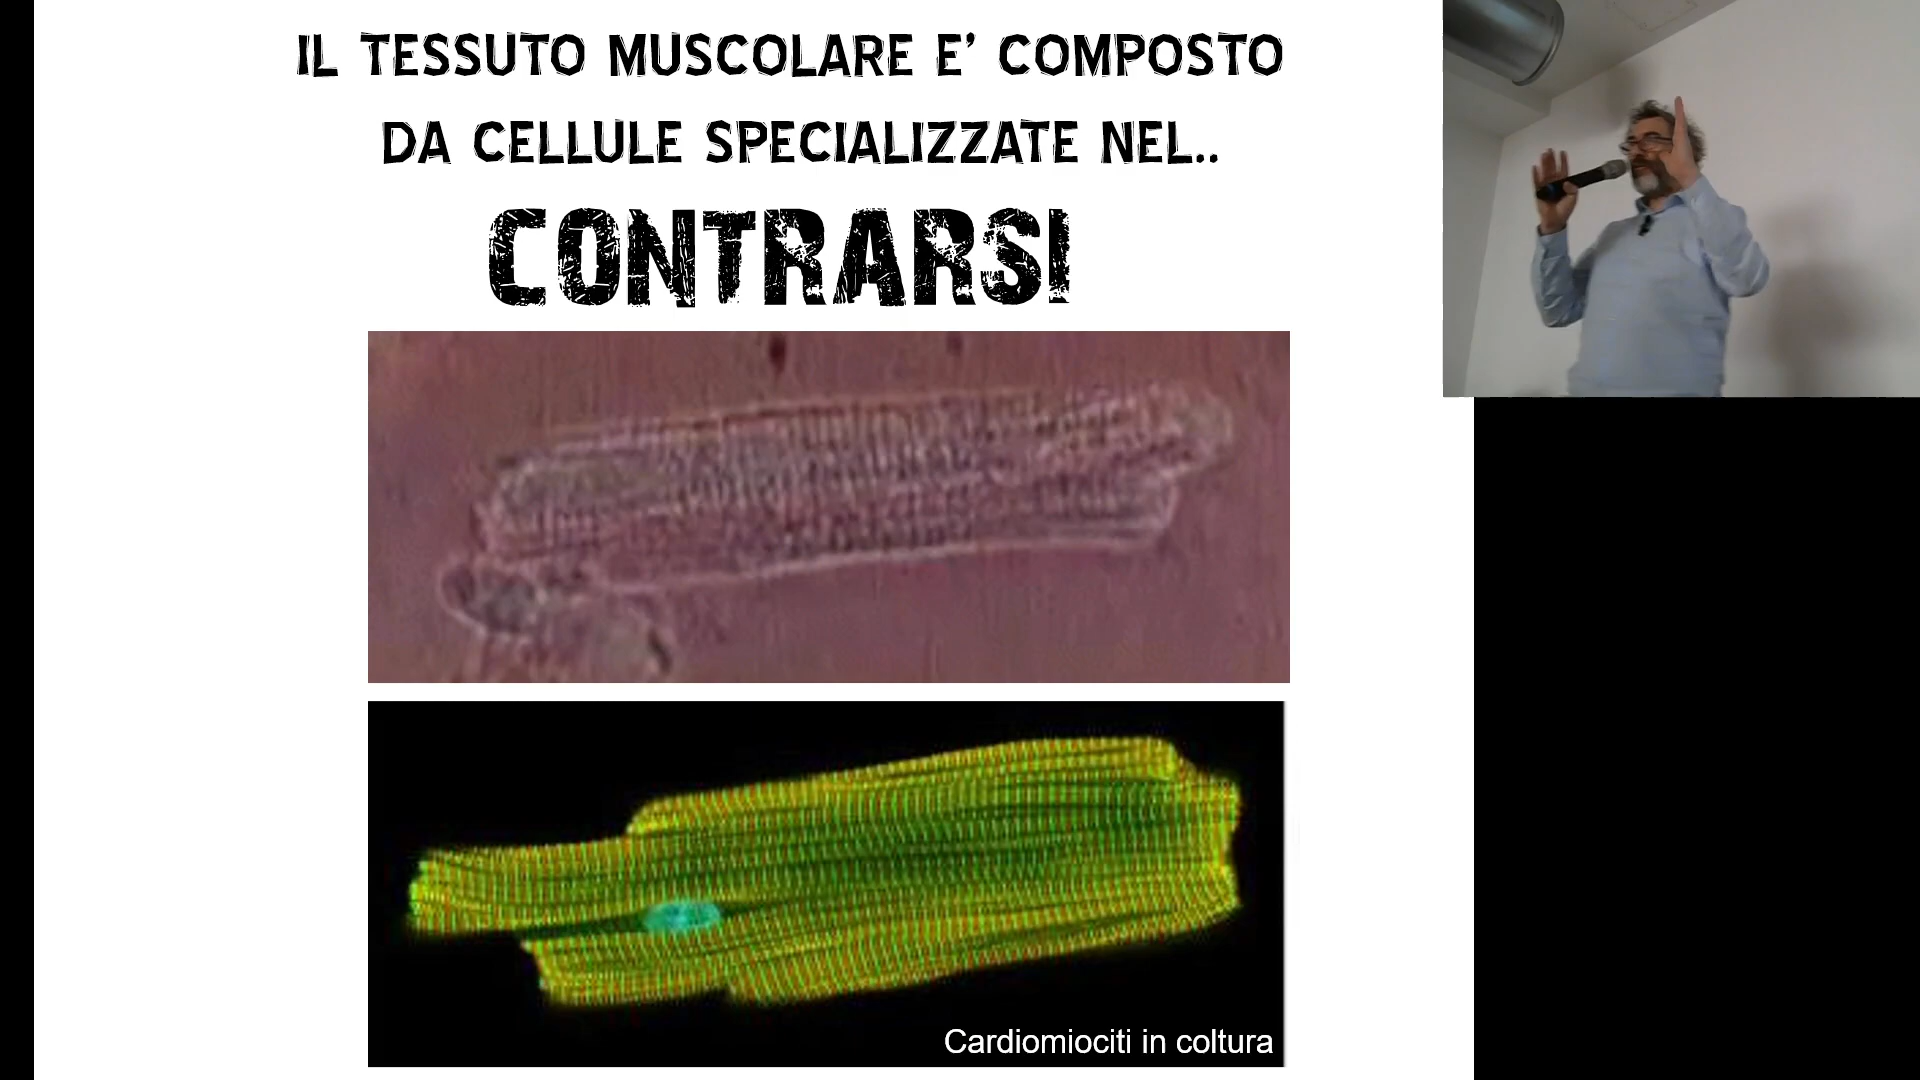 IL TESSUTO MUSCOLARE E' COMPOSTO
DA CELLULE SPECIALIZZATE NEL..
CONTRARSI
Cardiomiociti in coltura